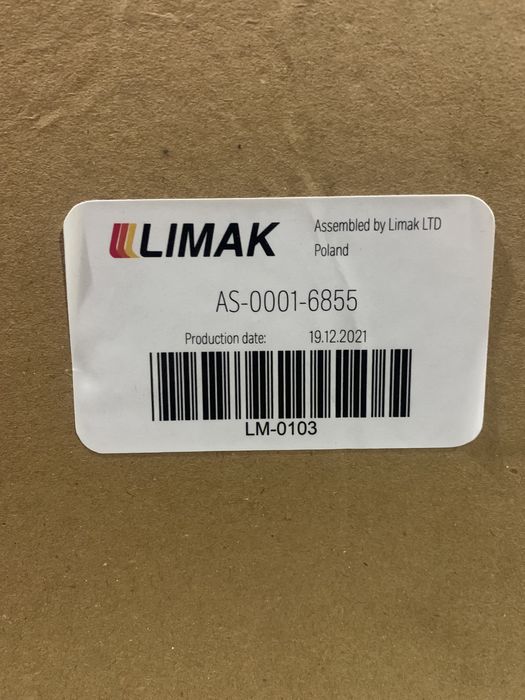 LIMAK
Assembled by Limak LTD
Poland
AS-0001-6855
Production date: 19.12.2021
LM-0103